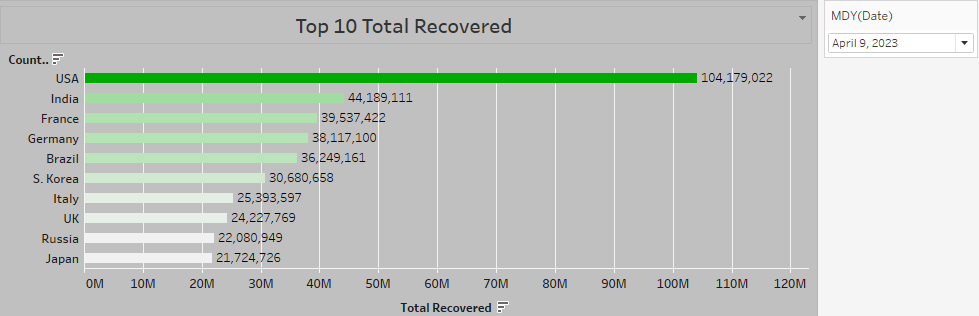 Top 10 Total Recovered
MDY(Date)
April 9, 2023
Count..
USA 104,179,022
India 44,189,111
France 39,537,422
Germany 38,117,100
Brazil 36,249,161
S. Korea 30,680,658
Italy 25,393,597
UK 24,227,769
Russia 22,080,949
Japan 21,724,726
0M 10M 20M 30M 40M 50M 60M 70M 80M 90M 100M 110M 120M
Total Recovered